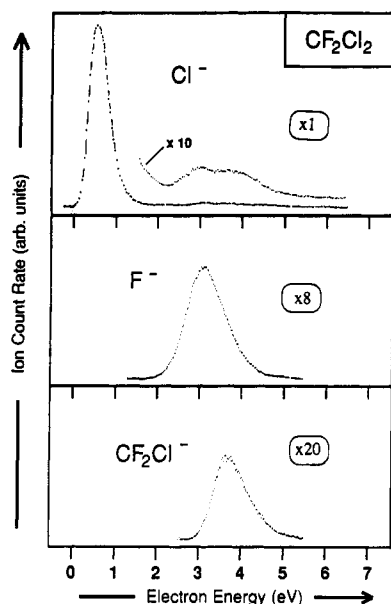 CF₂Cl₂
Cl⁻
x1
x 10
F⁻
x8
CF₂Cl⁻
x20
Ion Count Rate (arb. units)
0 1 2 3 4 5 6 7
Electron Energy (eV)